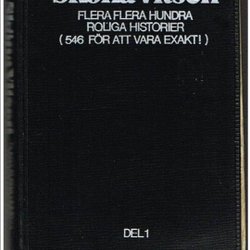 FLERA FLERA HUNDRA
ROLIGA HISTORIER
(546 FÖR ATT VARA EXAKT!)
DEL 1